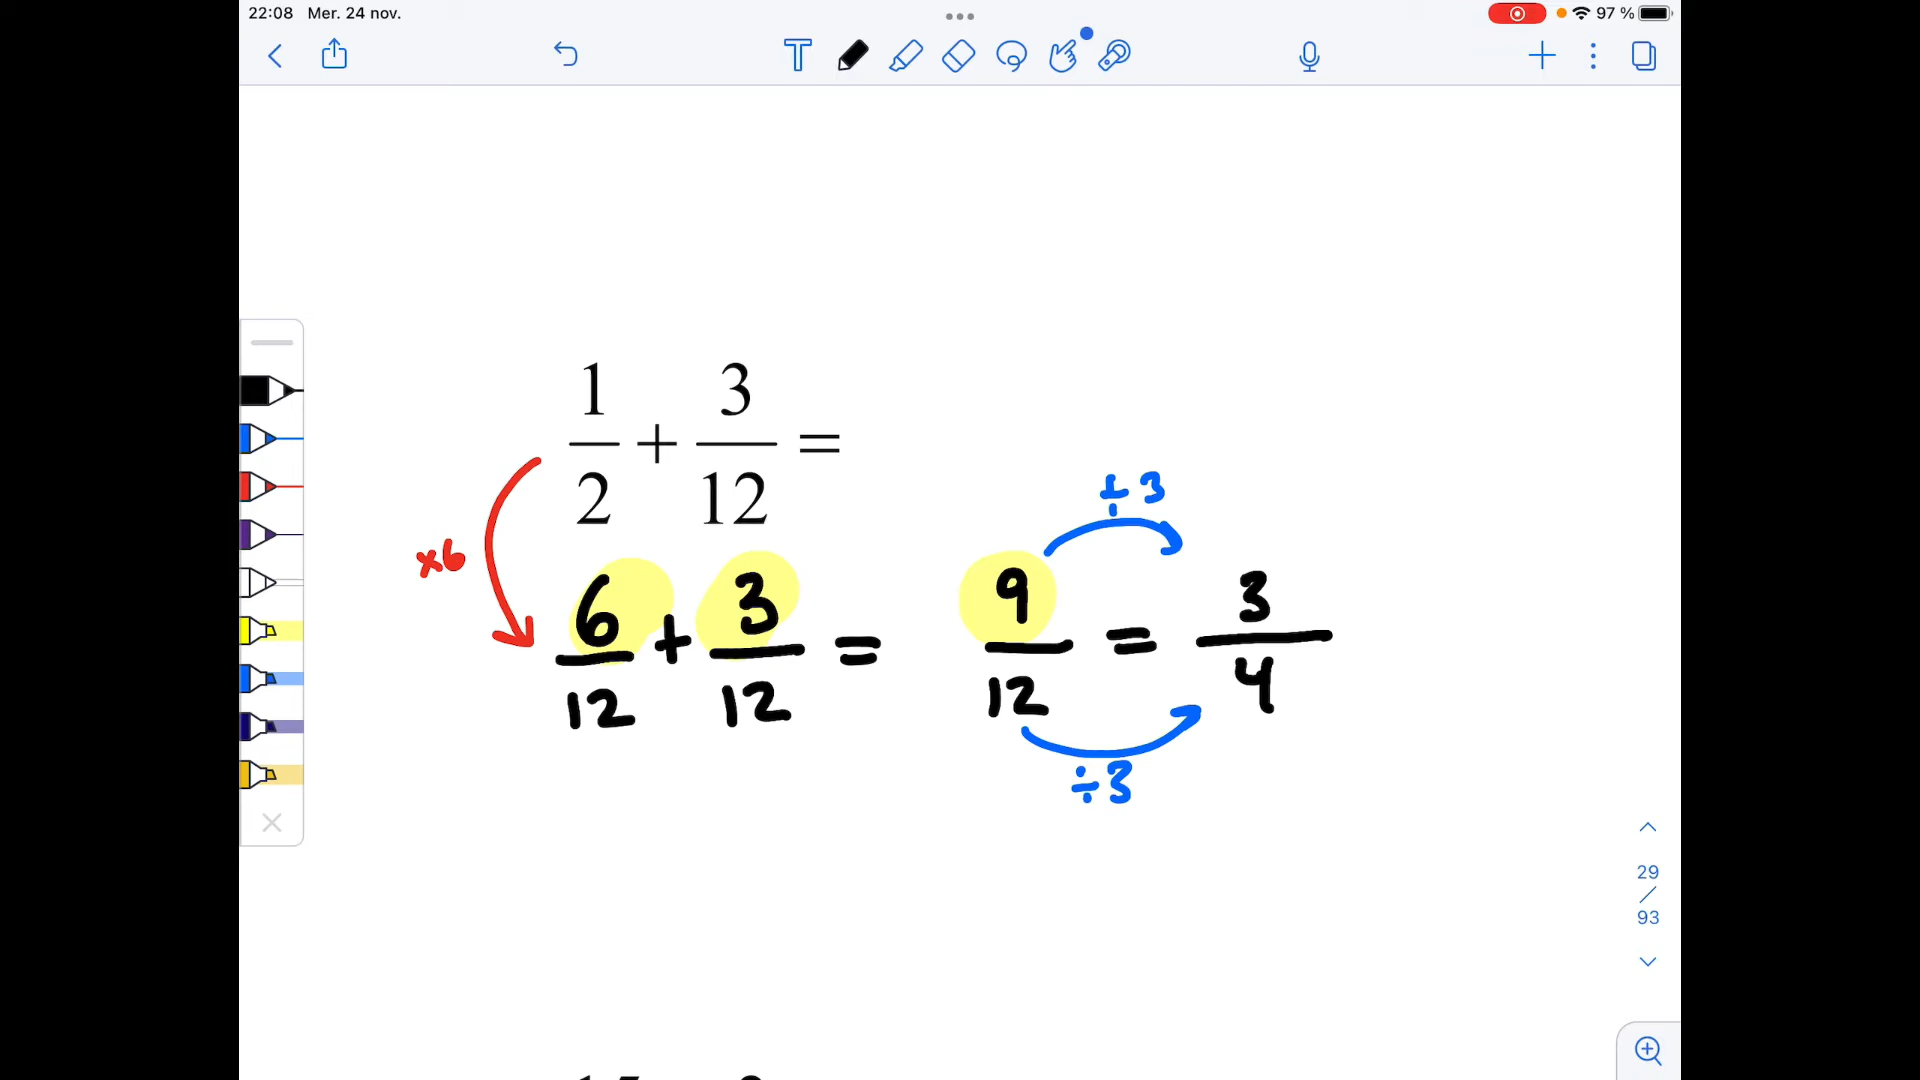 22:08 Mer. 24 nov. 97 %
1/2 + 3/12 =
÷3
×6
6/12 + 3/12 = 9/12 = 3/4
÷3
29
/
93